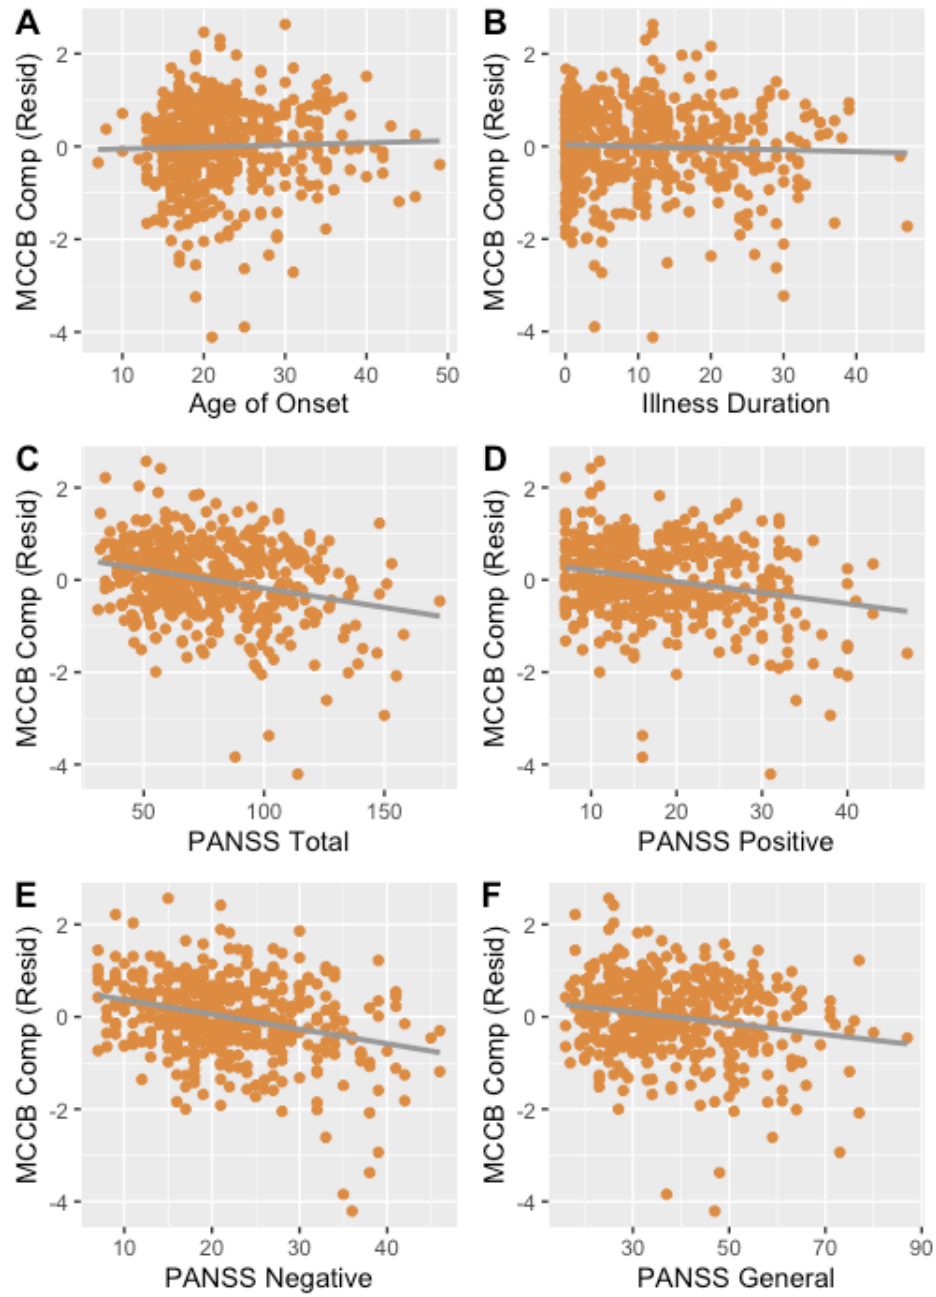 A
B
MCCB Comp (Resid)
2
0
-2
-4
10
20
30
40
50
Age of Onset
MCCB Comp (Resid)
2
0
-2
-4
0
10
20
30
40
Illness Duration
C
D
MCCB Comp (Resid)
2
0
-2
-4
50
100
150
PANSS Total
MCCB Comp (Resid)
2
0
-2
-4
10
20
30
40
PANSS Positive
E
F
MCCB Comp (Resid)
2
0
-2
-4
10
20
30
40
PANSS Negative
MCCB Comp (Resid)
2
0
-2
-4
30
50
70
90
PANSS General